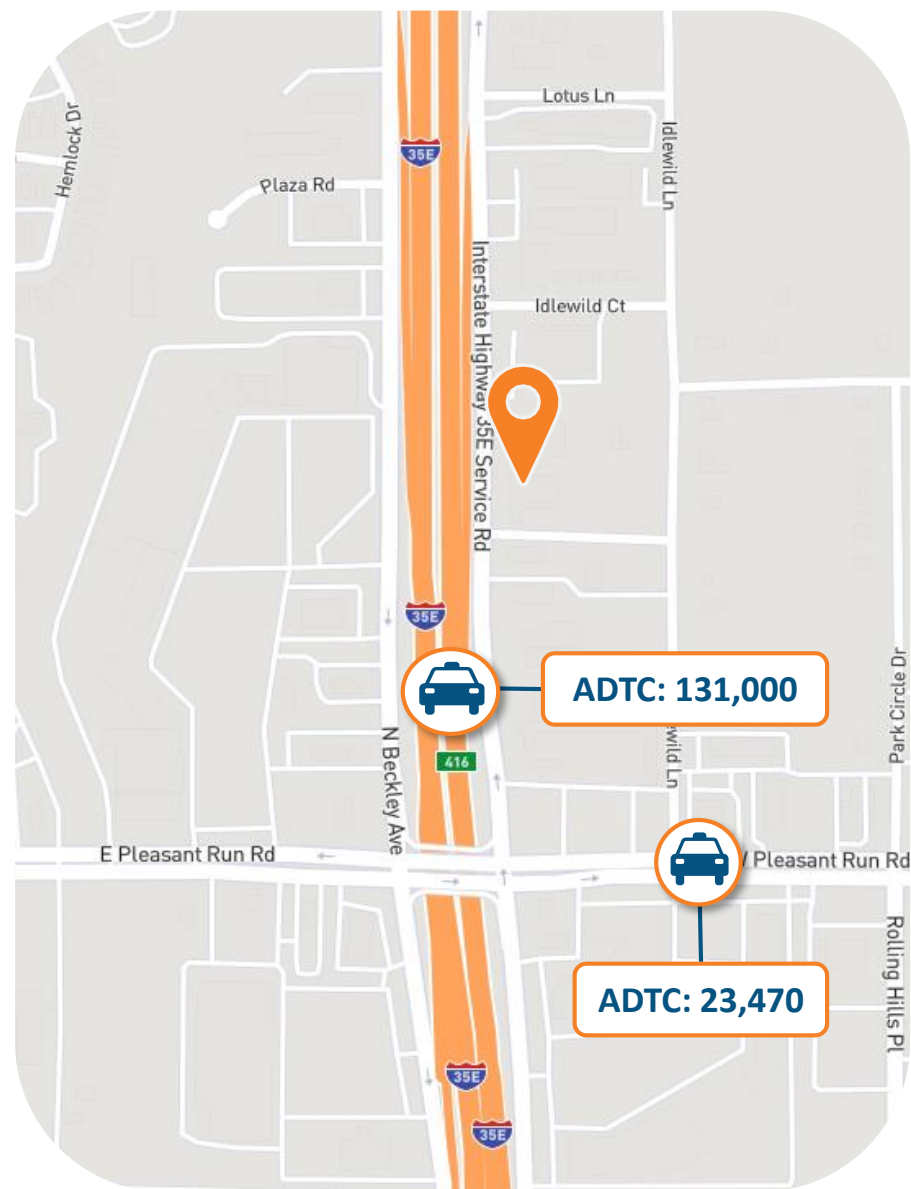 Lotus Ln
Hemlock Dr
35E
Idlewild Ln
Plaza Rd
Idlewild Ct
Interstate Highway 35E Service Rd
35E
ADTC: 131,000
Park Circle Dr
N Beckley Ave
416
wild Ln
E Pleasant Run Rd
Pleasant Run Rd
ADTC: 23,470
Rolling Hills Pl
35E
35E